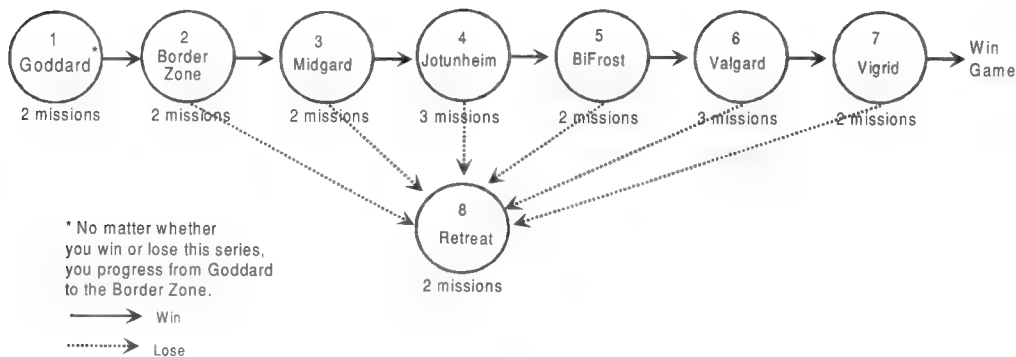 1
Goddard *
2 missions
2
Border
Zone
2 missions
3
Midgard
2 missions
4
Jotunheim
3 missions
5
BiFrost
2 missions
6
Valgard
3 missions
7
Vigrid
2 missions
Win
Game
8
Retreat
2 missions
* No matter whether
you win or lose this series,
you progress from Goddard
to the Border Zone.
Win
Lose